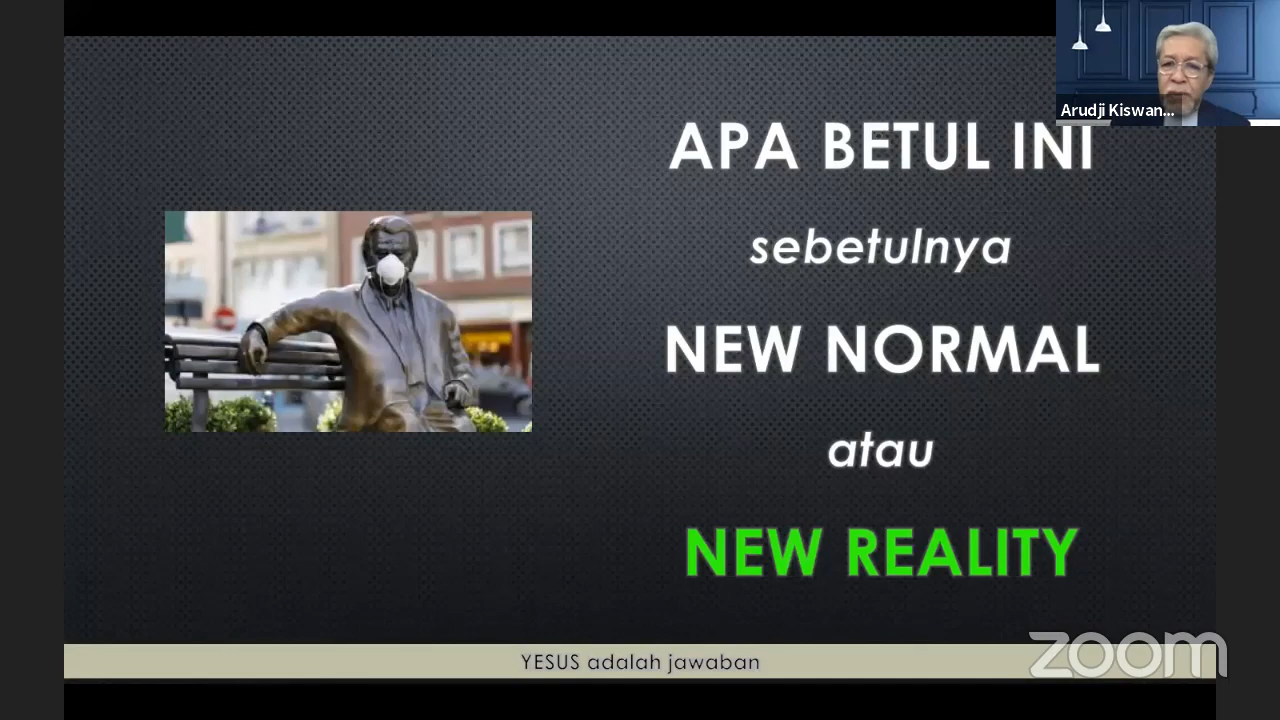 Arudji Kiswan...
APA BETUL INI
sebetulnya
NEW NORMAL
atau
NEW REALITY
YESUS adalah jawaban
zoom